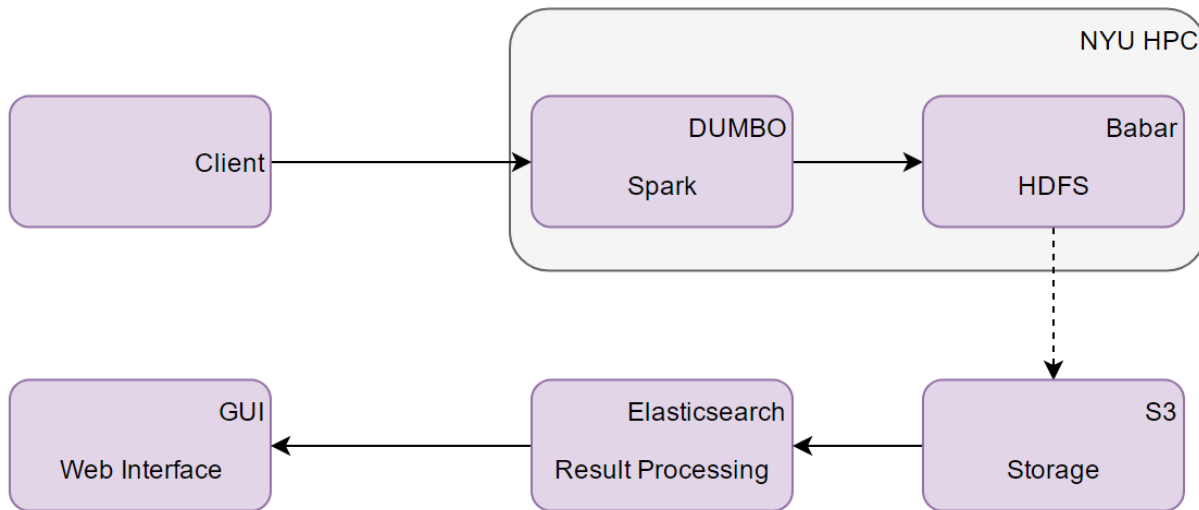 NYU HPC
Client
DUMBO
Spark
Babar
HDFS
GUI
Web Interface
Elasticsearch
Result Processing
S3
Storage